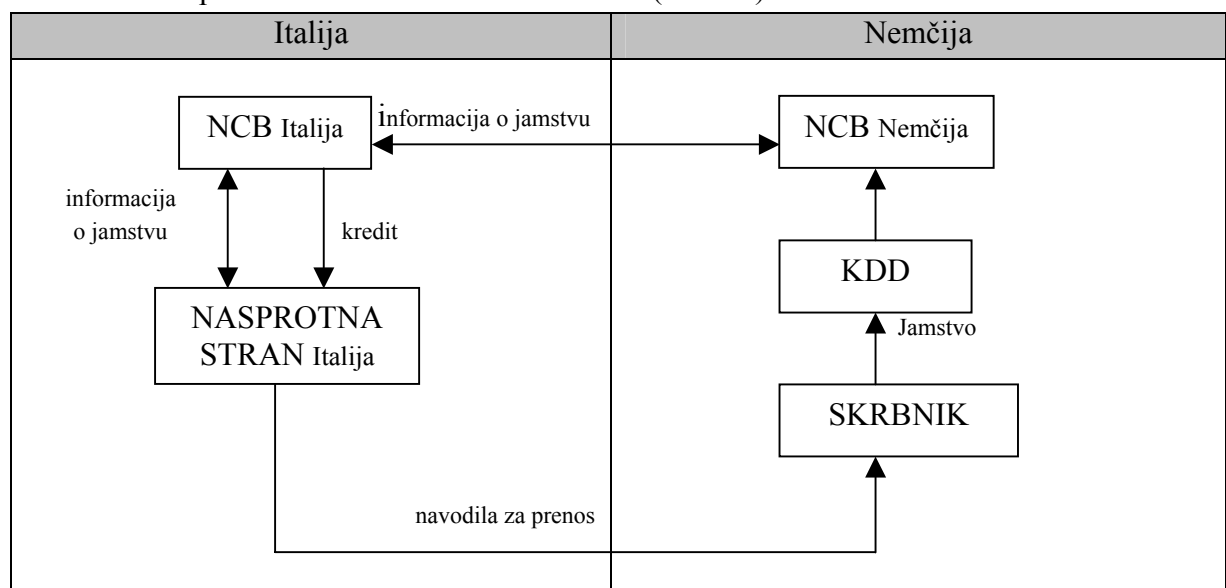 Italija
Nemčija
NCB Italija
informacija o jamstvu
NCB Nemčija
informacija
o jamstvu
kredit
KDD
Jamstvo
NASPROTNA
STRAN Italija
SKRBNIK
navodila za prenos